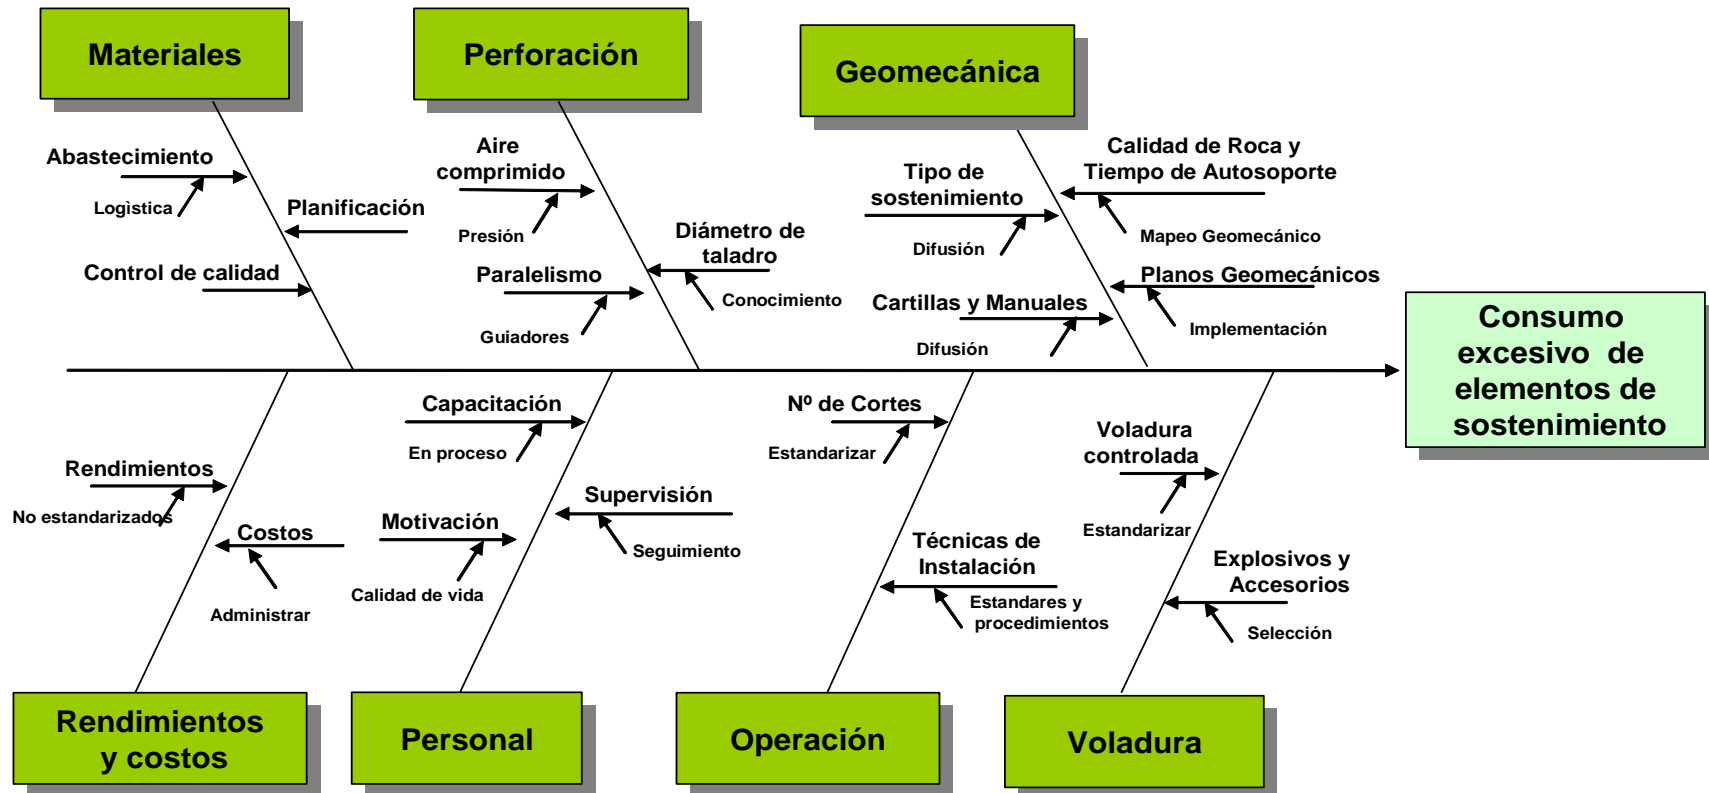 Materiales
Perforación
Geomecánica
Abastecimiento
Logìstica
Planificación
Control de calidad
Aire
comprimido
Presión
Diámetro de
taladro
Conocimiento
Paralelismo
Guiadores
Tipo de
sostenimiento
Difusión
Calidad de Roca y
Tiempo de Autosoporte
Mapeo Geomecánico
Cartillas y Manuales
Difusión
Planos Geomecánicos
Implementación
Consumo
excesivo de
elementos de
sostenimiento
Rendimientos
No estandarizados
Costos
Administrar
Capacitación
En proceso
Supervisión
Seguimiento
Motivación
Calidad de vida
Nº de Cortes
Estandarizar
Técnicas de
Instalación
Estandares y
procedimientos
Voladura
controlada
Estandarizar
Explosivos y
Accesorios
Selección
Rendimientos
y costos
Personal
Operación
Voladura